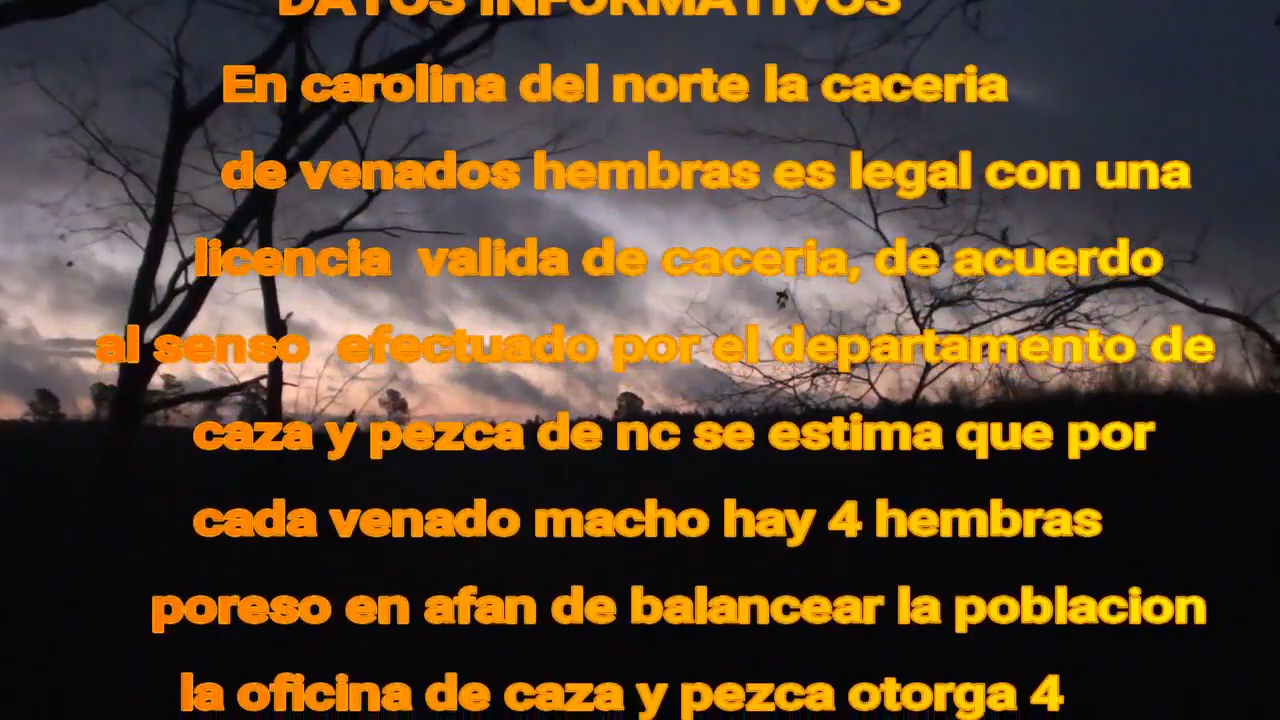 DATOS INFORMATIVOS
En carolina del norte la caceria
de venados hembras es legal con una
licencia valida de caceria, de acuerdo
al senso efectuado por el departamento de
caza y pezca de nc se estima que por
cada venado macho hay 4 hembras
poreso en afan de balancear la poblacion
la oficina de caza y pezca otorga 4